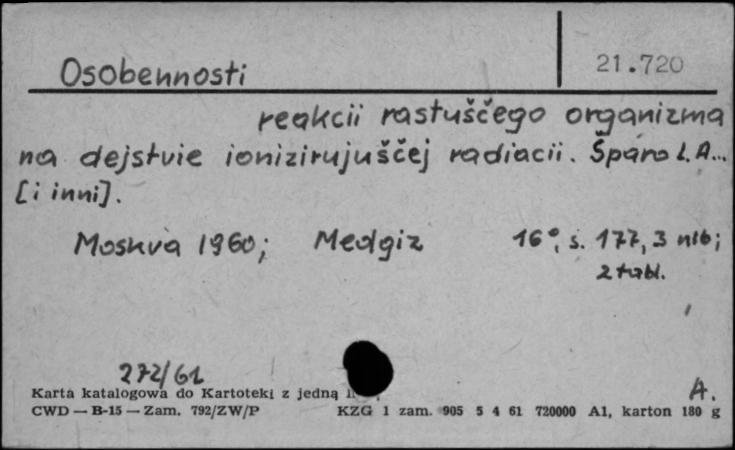 Osobennosti 21.720
reakcii rastuščego organizma
na dejstvie ionizirujuščej radiacii. Šparo L. A...
[i inni].
Moskva 1960; Medgiz 16°, s. 177, 3 nlb;
2 tabl.
272/61 A.
Karta katalogowa do Kartoteki z jedną
CWD — B-15 — Zam. 792/ZW/P KZG 1 zam. 905 5 4 61 720000 A1, karton 180 g